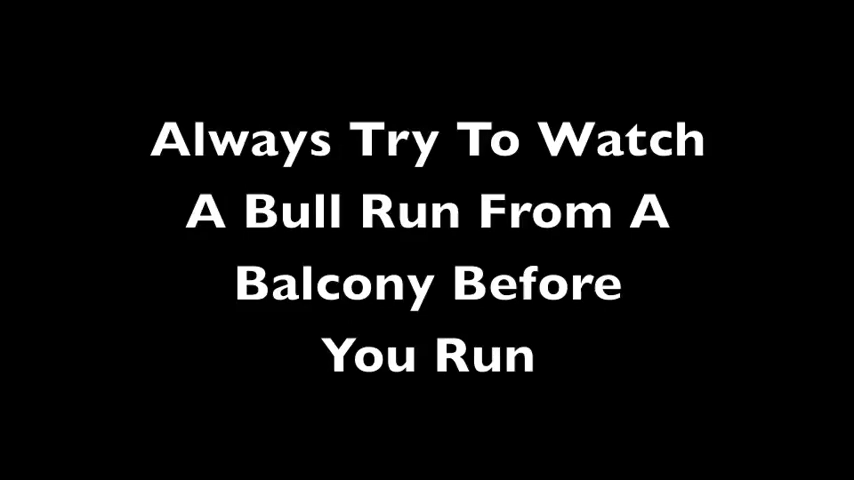 Always Try To Watch
A Bull Run From A
Balcony Before
You Run